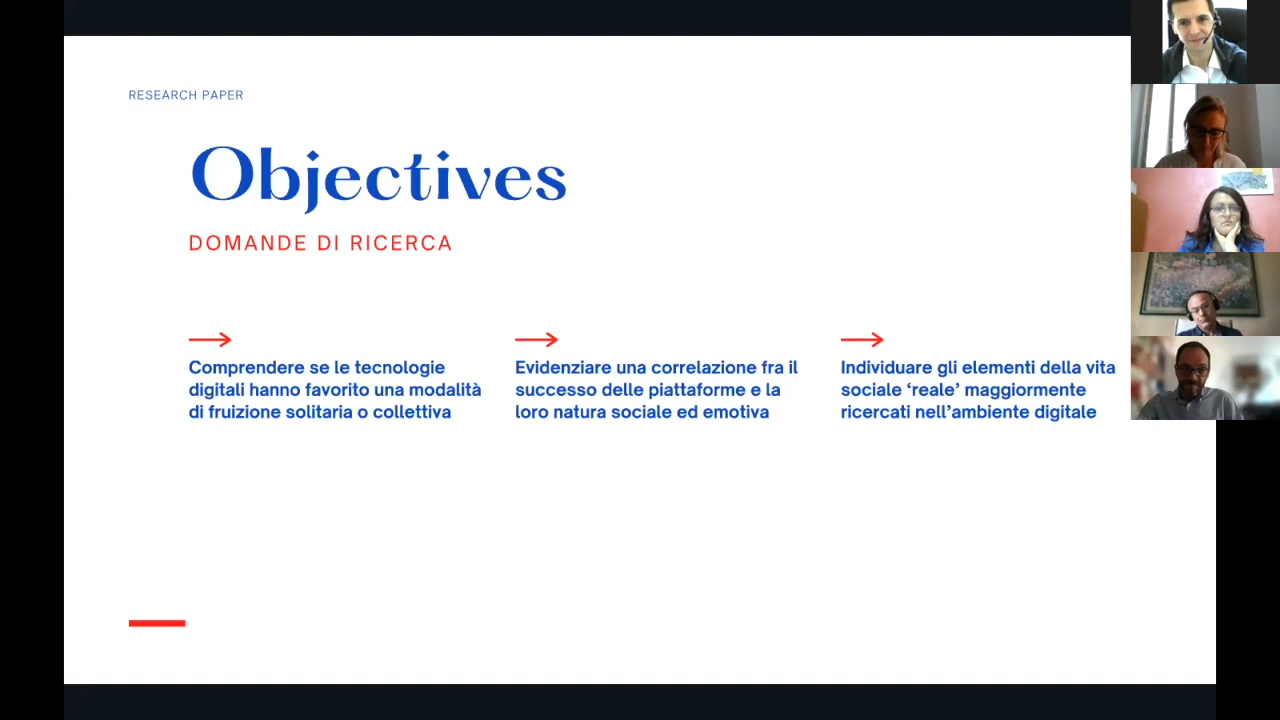 RESEARCH PAPER
Objectives
DOMANDE DI RICERCA
Comprendere se le tecnologie
digitali hanno favorito una modalità
di fruizione solitaria o collettiva
Evidenziare una correlazione fra il
successo delle piattaforme e la
loro natura sociale ed emotiva
Individuare gli elementi della vita
sociale ‘reale’ maggiormente
ricercati nell’ambiente digitale